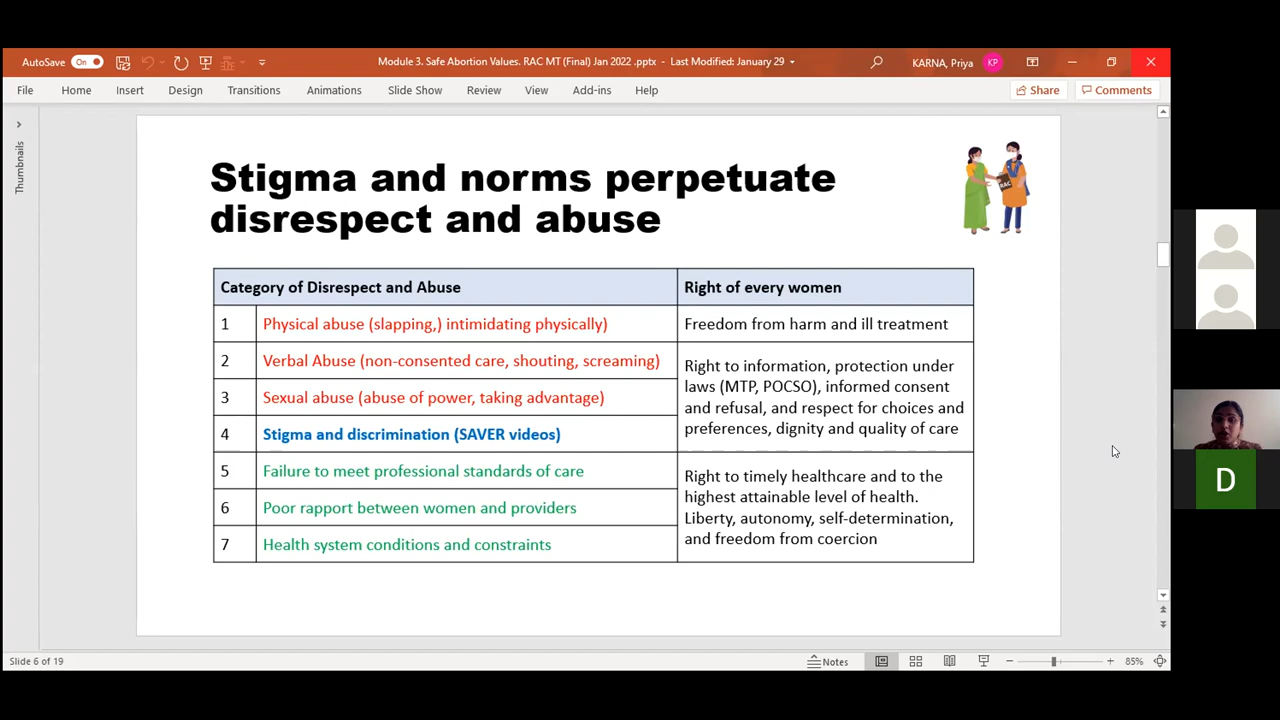 AutoSave On
Module 3. Safe Abortion Values. RAC MT (Final) Jan 2022 .pptx - Last Modified: January 29
KARNA, Priya KP
File Home Insert Design Transitions Animations Slide Show Review View Add-ins Help
Share Comments
Thumbnails
Stigma and norms perpetuate
disrespect and abuse
RAC
Category of Disrespect and Abuse Right of every women
1 Physical abuse (slapping,) intimidating physically) Freedom from harm and ill treatment
2 Verbal Abuse (non-consented care, shouting, screaming)
3 Sexual abuse (abuse of power, taking advantage)
4 Stigma and discrimination (SAVER videos)
Right to information, protection under
laws (MTP, POCSO), informed consent
and refusal, and respect for choices and
preferences, dignity and quality of care
5 Failure to meet professional standards of care
6 Poor rapport between women and providers
7 Health system conditions and constraints
Right to timely healthcare and to the
highest attainable level of health.
Liberty, autonomy, self-determination,
and freedom from coercion
D
Slide 6 of 19
Notes
85%